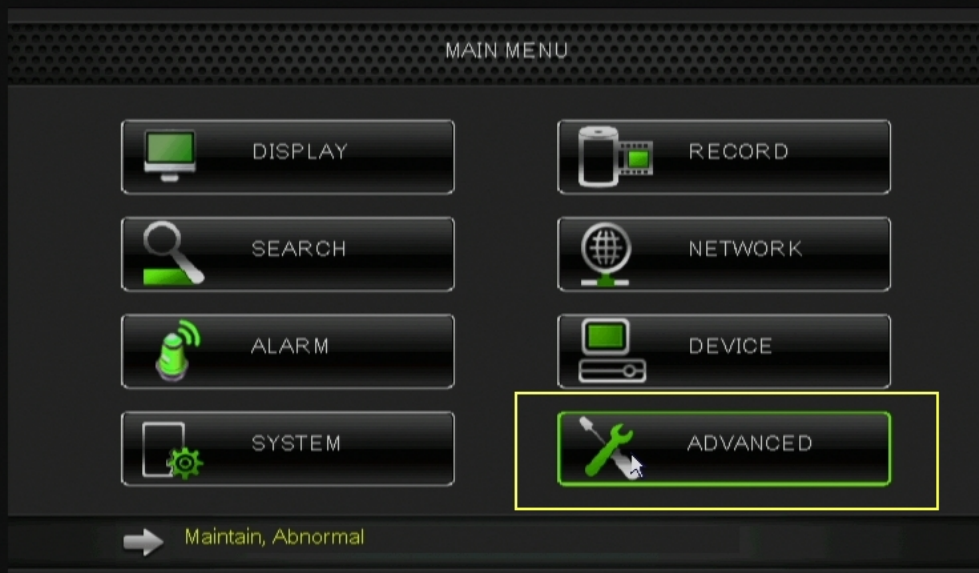 MAIN MENU
DISPLAY
RECORD
SEARCH
NETWORK
ALARM
DEVICE
SYSTEM
ADVANCED
Maintain, Abnormal